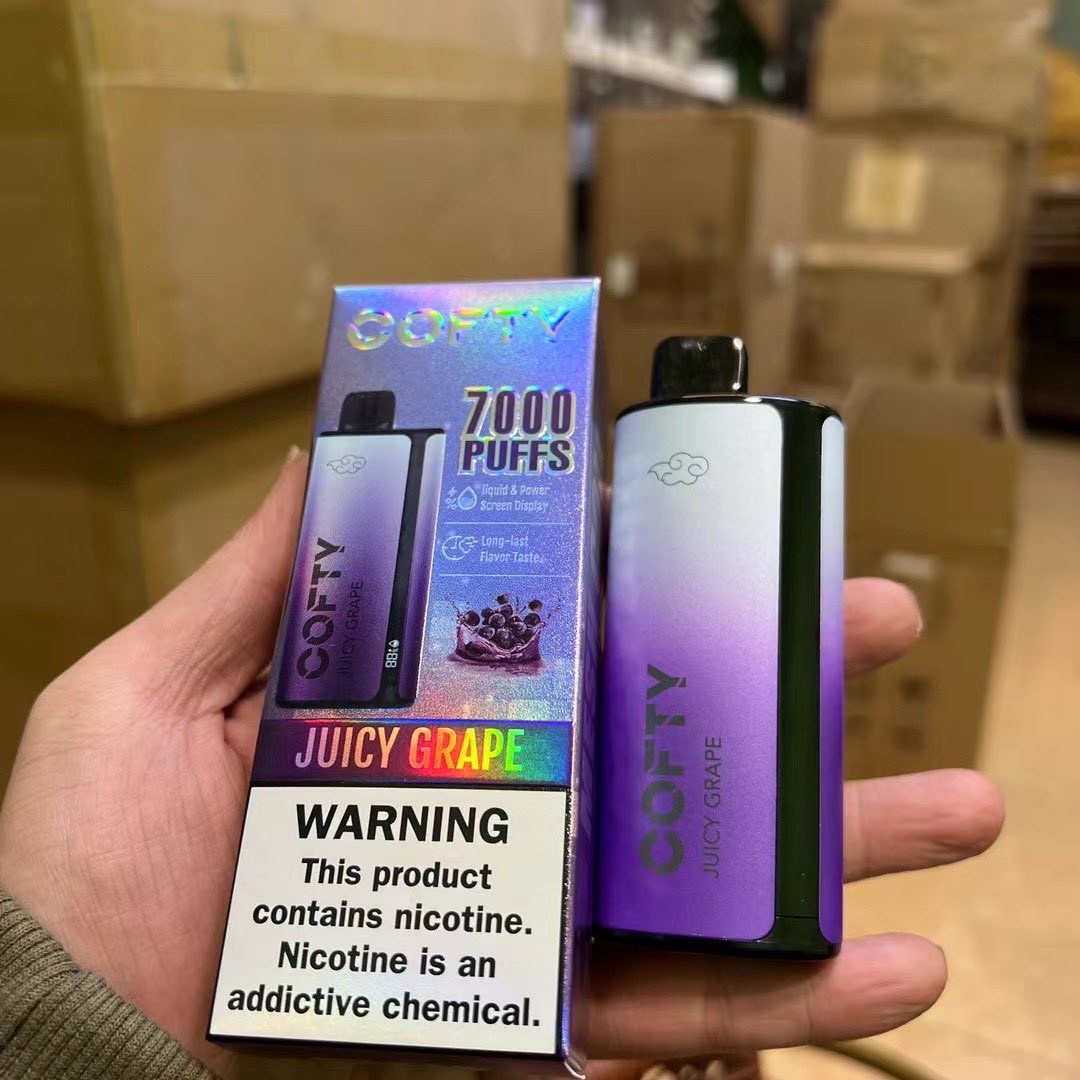 COFTY
7000
PUFFS
liquid & Power
Screen Display
Long-last
Flavor Taste
COFTY
JUICY GRAPE
88
JUICY GRAPE
WARNING
This product
contains nicotine.
Nicotine is an
addictive chemical.
COFTY
JUICY GRAPE